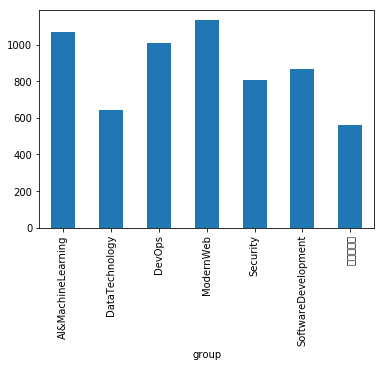 1000
800
600
400
200
0
AI&MachineLearning
DataTechnology
DevOps
ModernWeb
Security
SoftwareDevelopment
group